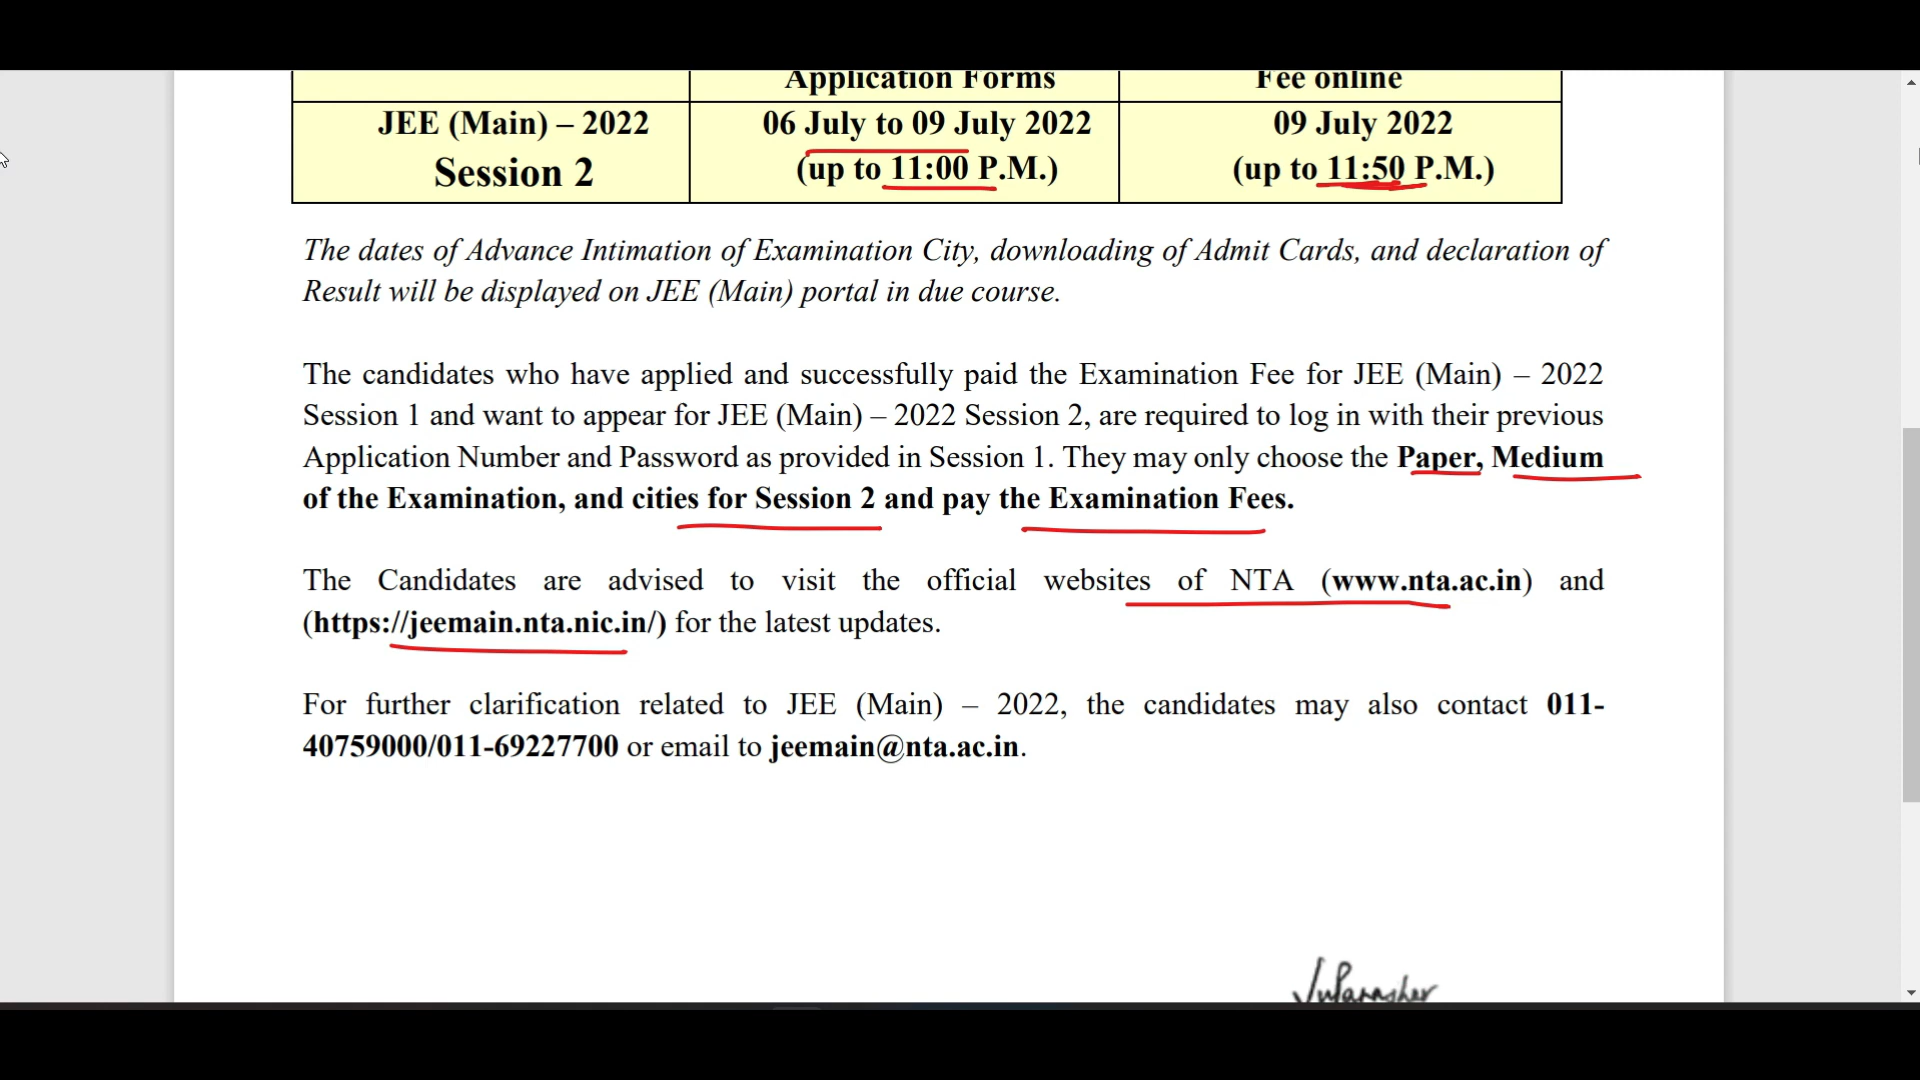 Application Forms
Fee online
JEE (Main) – 2022
Session 2
06 July to 09 July 2022
(up to 11:00 P.M.)
09 July 2022
(up to 11:50 P.M.)
The dates of Advance Intimation of Examination City, downloading of Admit Cards, and declaration of
Result will be displayed on JEE (Main) portal in due course.
The candidates who have applied and successfully paid the Examination Fee for JEE (Main) – 2022
Session 1 and want to appear for JEE (Main) – 2022 Session 2, are required to log in with their previous
Application Number and Password as provided in Session 1. They may only choose the Paper, Medium
of the Examination, and cities for Session 2 and pay the Examination Fees.
The Candidates are advised to visit the official websites of NTA (www.nta.ac.in) and
(https://jeemain.nta.nic.in/) for the latest updates.
For further clarification related to JEE (Main) – 2022, the candidates may also contact 011-
40759000/011-69227700 or email to jeemain@nta.ac.in.